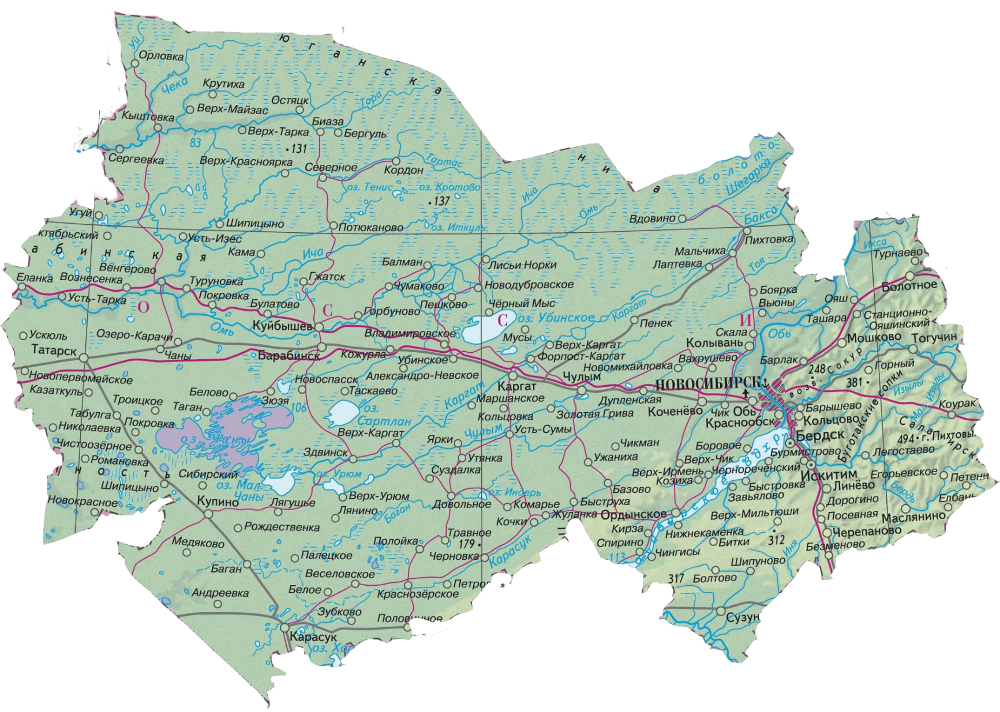 Ю г а н с к а
Уй
Орловка
Чека
Крутиха
Остяцк
Тара
Верх-Майзас
Кыштовка
Биаза
Верх-Тарка
Бергуль
83
131
Сергеевка
Верх-Красноярка
Северное
Кордон
Тартас
н и а
б о л о т о
Шегарка
оз. Тенис
оз. Кротово
137
Ича
Омь
Угуй
Шипицыно
Потюканово
оз. Иткуль
Вдовино
Бакса
ктябрьский
Усть-Изес
Пихтовка
а б и н с к а я
Кама
Ича
Мальчиха
Икса
Турнаево
Венгерово
Балман
Лисьи Норки
Лаптевка
Тоя
Еланка
Вознесенка
Туруновка
Гжатск
Чумаково
Новодубровское
Боярка
Болотное
Усть-Тарка
Покровка
Булатово
Пешково
Чёрный Мыс
Вьюны
Ояш
О С С И
Горбуново
оз. Убинское
Каргат
Ташара
Станционно-
-Ояшинский
Куйбышев
Омь
Пенек
Ускюль
Озеро-Карачи
Владимировское
Мусы
Скала
Обь
Мошково
Тогучин
Татарск
Чаны
Барабинск
Кожурла
Верх-Каргат
Колывань
Убинское
Форпост-Каргат
Вахрушево
Барлак
Сокур
Новомихайловка
248
Горный
Новопервомайское
Новоспасск
Александро-Невское
Каргат
Чулым
НОВОСИБИРСК
возв.
381
Изылы
Казаткуль
Белово
Зюзя
Таскаево
Каргат
Маршанское
Дупленская
Мал. Изылы
Коурак
Троицкое
Таган
106
оз.
Сартлан
Кольцовка
Золотая Грива
Коченёво
Чик
Обь
Барышево
Табулга
Покровка
Краснообск
Кольцово
Буготакские сопки
Николаевка
оз. Чаны
Верх-Каргат
Чулым
Усть-Сумы
Бердск
494 г. Пихтовы
Чистоозёрное
Ярки
Чикман
Боровое
Бурмистрово
Легостаево
Романовка
Здвинск
Утянка
Ужаниха
Верх-Чик
н о с т ь
Сибирский
оз. Урюм
Суздалка
Верх-Ирмень
Чернореченский
Искитим
Егорьевское
Петени
Шипицыно
оз. Мал.
Чаны
Козиха
Быстровка
Линёво
Базово
Завьялово
Бердь
Новокрасное
Купино
Лягушье
Верх-Урюм
Довольное
оз. Индерь
Комарье
Быструха
Дорогино
Елбань
Лянино
Баган
Кочки
Жуланка
Ордынское
Верх-Мильтюши
Посевная
Маслянино
Рождественка
Травное
Кирза
Нижнекаменка
Черепаново
Медяково
Полойка
179
Карасук
Спирино
Битки
312
Безменово
Палецкое
Черновка
113
Чингисы
Иня
Баган
Веселовское
Шипуново
317
Болтово
Белое
Краснозёрское
Петро
Андреевка
Зубково
Сузун
Карасук
оз. Хор